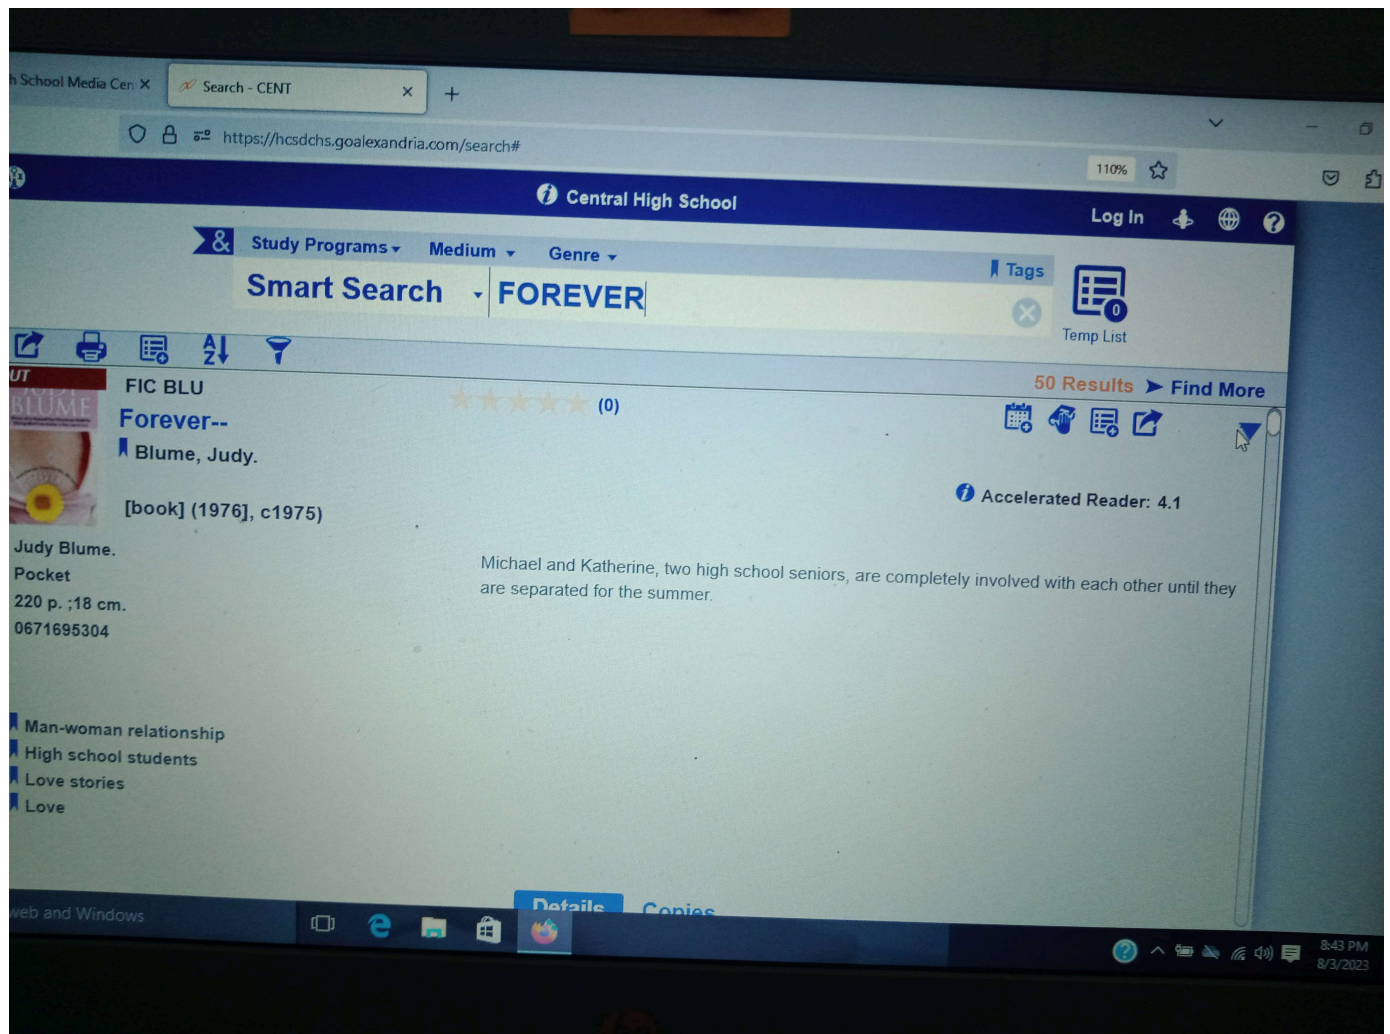 h School Media Cen
Search - CENT
https://hcsdchs.goalexandria.com/search#
110%
Central High School
Log In
&
Study Programs
Medium
Genre
Tags
Smart Search
FOREVER
0
Temp List
50 Results
Find More
UT
BLUME
FIC BLU
(0)
Forever--
Blume, Judy.
[book] (1976], c1975)
Accelerated Reader: 4.1
Judy Blume.
Pocket
220 p. ;18 cm.
0671695304
Michael and Katherine, two high school seniors, are completely involved with each other until they
are separated for the summer.
Man-woman relationship
High school students
Love stories
Love
Details
Copies
web and Windows
8:43 PM
8/3/2023